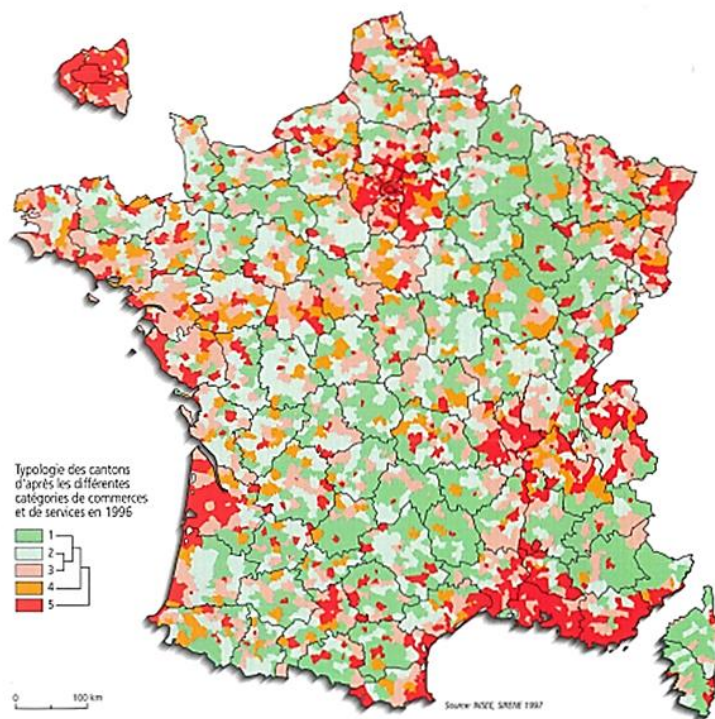 Typologie des cantons
d'après les différentes
catégories de commerces
et de services en 1996
1
2
3
4
5
0 100 km
Source: INSEE, SIRENE 1997